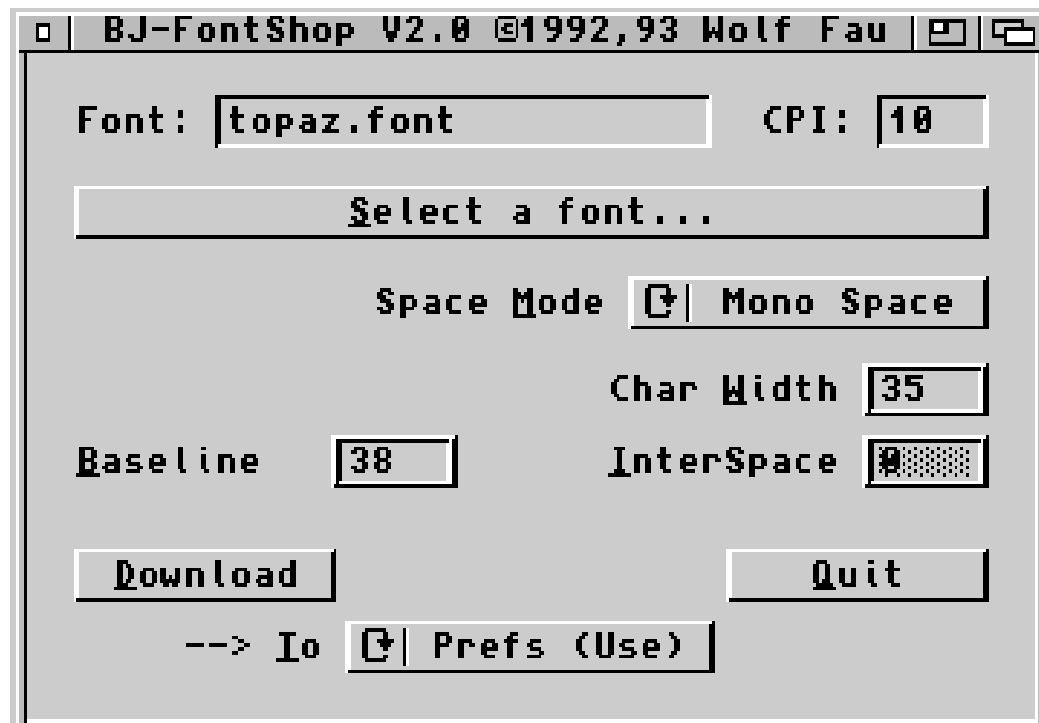 BJ-FontShop V2.0 ©1992,93 Wolf Fau
Font: topaz.font CPI: 10
Select a font...
Space Mode Mono Space
Char Width 35
Baseline 38 InterSpace 0
Download Quit
--> Io Prefs (Use)